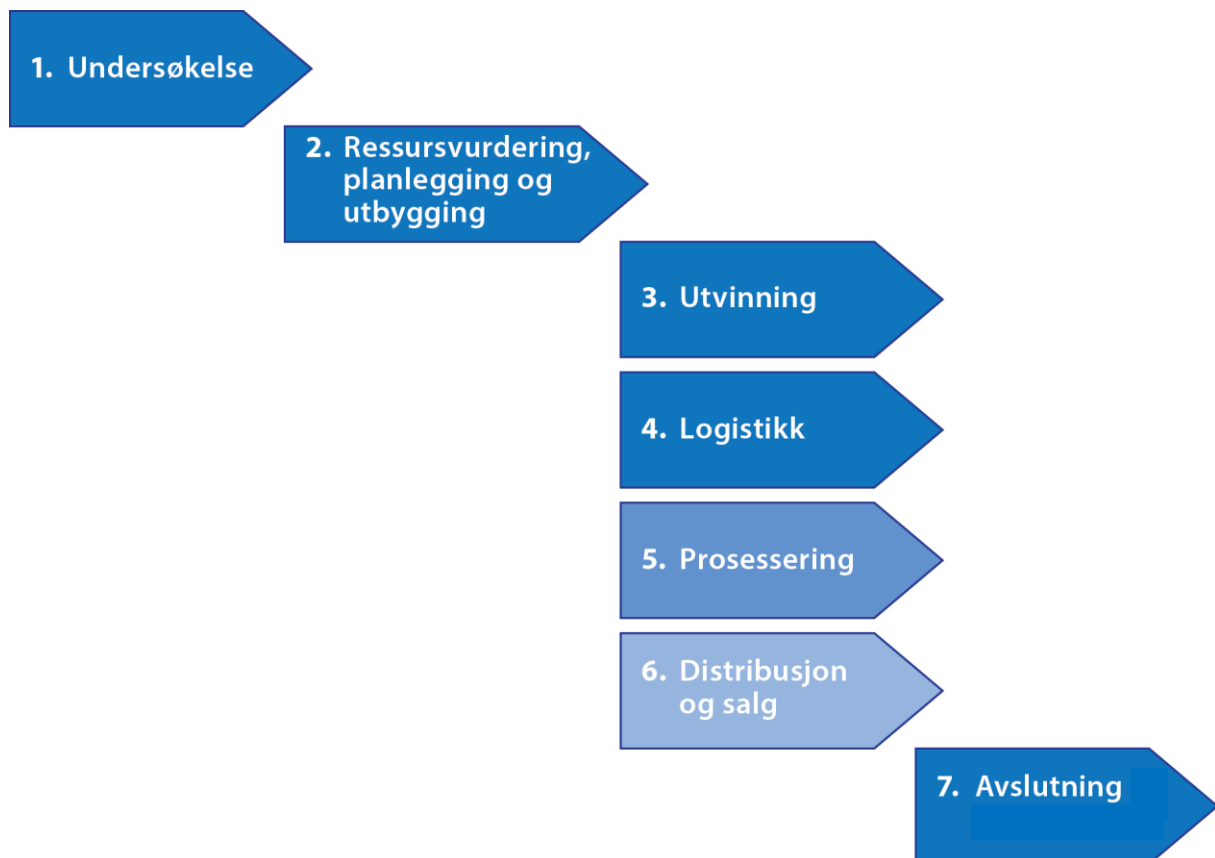 1. Undersøkelse
2. Ressursvurdering,
planlegging og
utbygging
3. Utvinning
4. Logistikk
5. Prosessering
6. Distribusjon
og salg
7. Avslutning